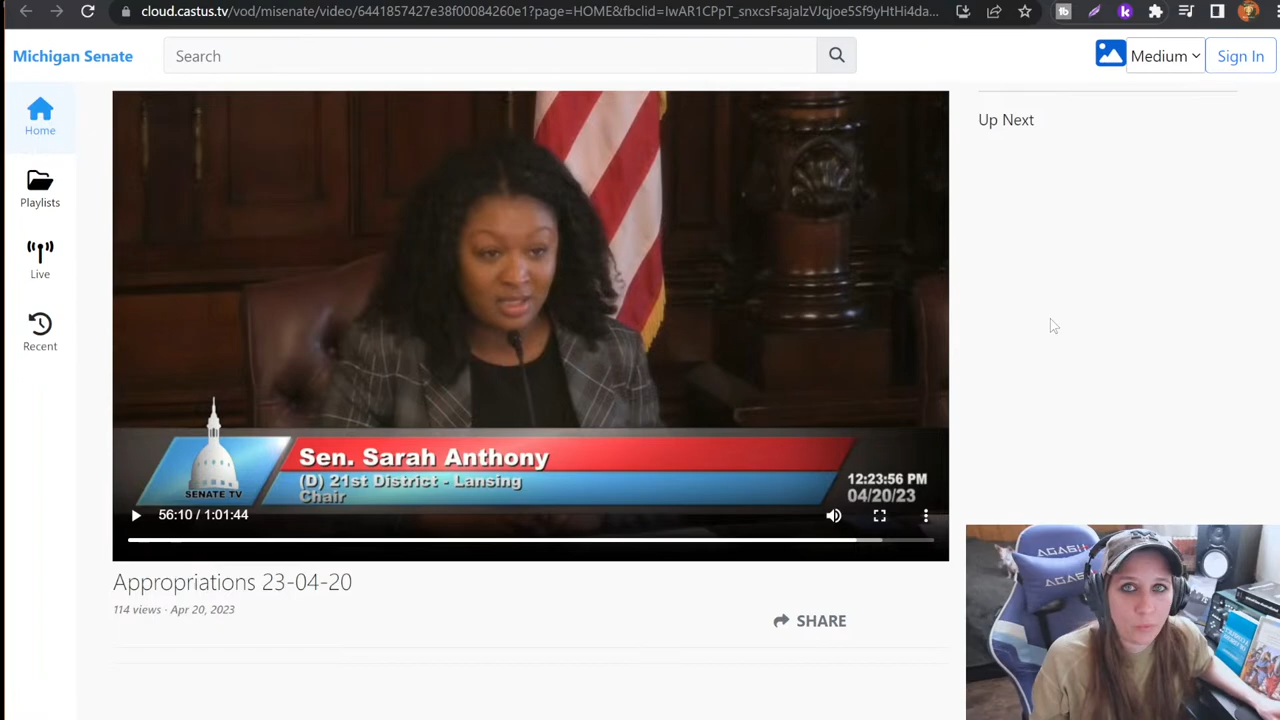 cloud.castus.tv/vod/misenate/video/6441857427e38f00084260e1?page=HOME&fbclid=IwAR1CPpT_snxcsFsajalzVJqjoe5Sf9yHtHi4da...
Michigan Senate
Search
Medium
Sign In
Home
Playlists
Live
Recent
Up Next
Sen. Sarah Anthony
(D) 21st District - Lansing
Chair
SENATE TV
12:23:56 PM
04/20/23
56:10 / 1:01:44
Appropriations 23-04-20
114 views · Apr 20, 2023
SHARE